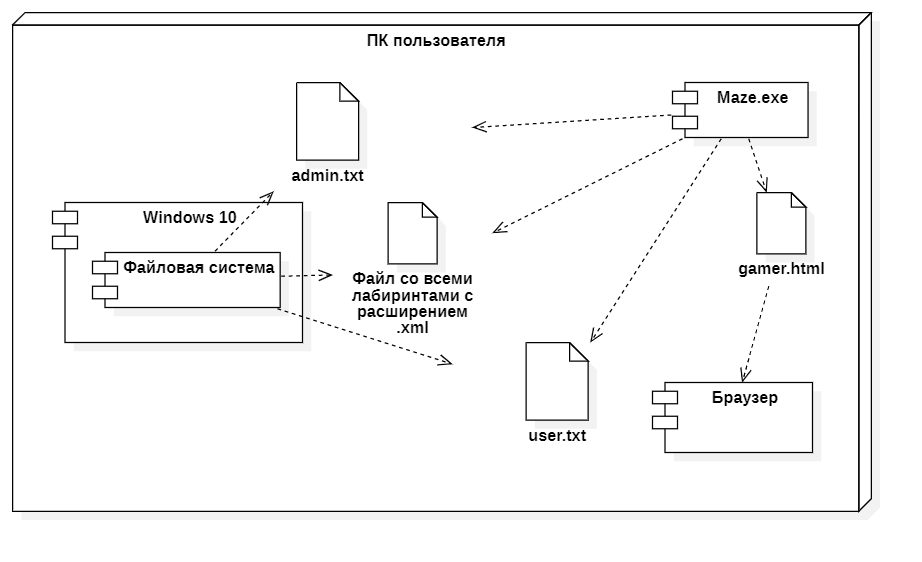 ПК пользователя
Maze.exe
admin.txt
Windows 10
Файловая система
gamer.html
Файл со всеми
лабиринтами с
расширением
.xml
Браузер
user.txt